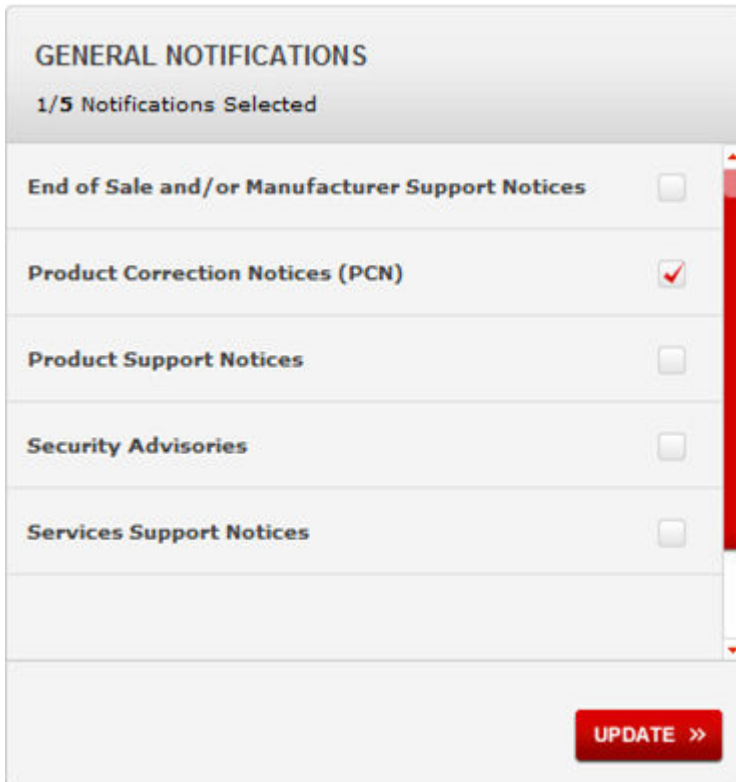 GENERAL NOTIFICATIONS
1/5 Notifications Selected
End of Sale and/or Manufacturer Support Notices
Product Correction Notices (PCN)
Product Support Notices
Security Advisories
Services Support Notices
UPDATE »